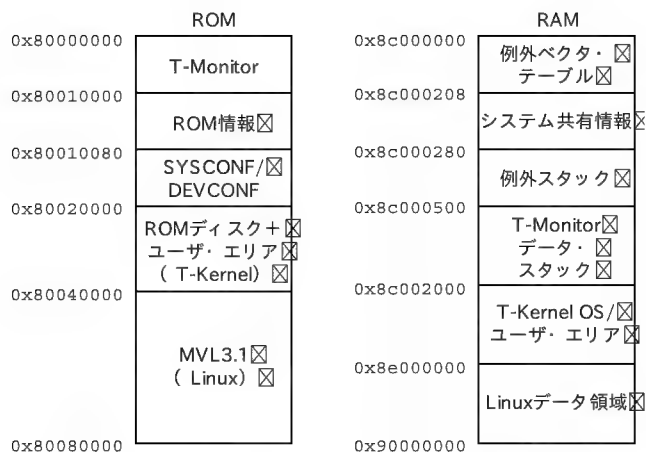 ROM
0x80000000
T-Monitor
0x80010000
ROM情報
0x80010080
SYSCONF/
DEVCONF
0x80020000
ROMディスク+
ユーザ・エリア
(T-Kernel)
0x80040000
MVL3.1
(Linux)
0x80080000
RAM
0x8c000000
例外ベクタ・
テーブル
0x8c000208
システム共有情報
0x8c000280
例外スタック
0x8c000500
T-Monitor
データ・
スタック
0x8c002000
T-Kernel OS/
ユーザ・エリア
0x8e000000
Linuxデータ領域
0x90000000